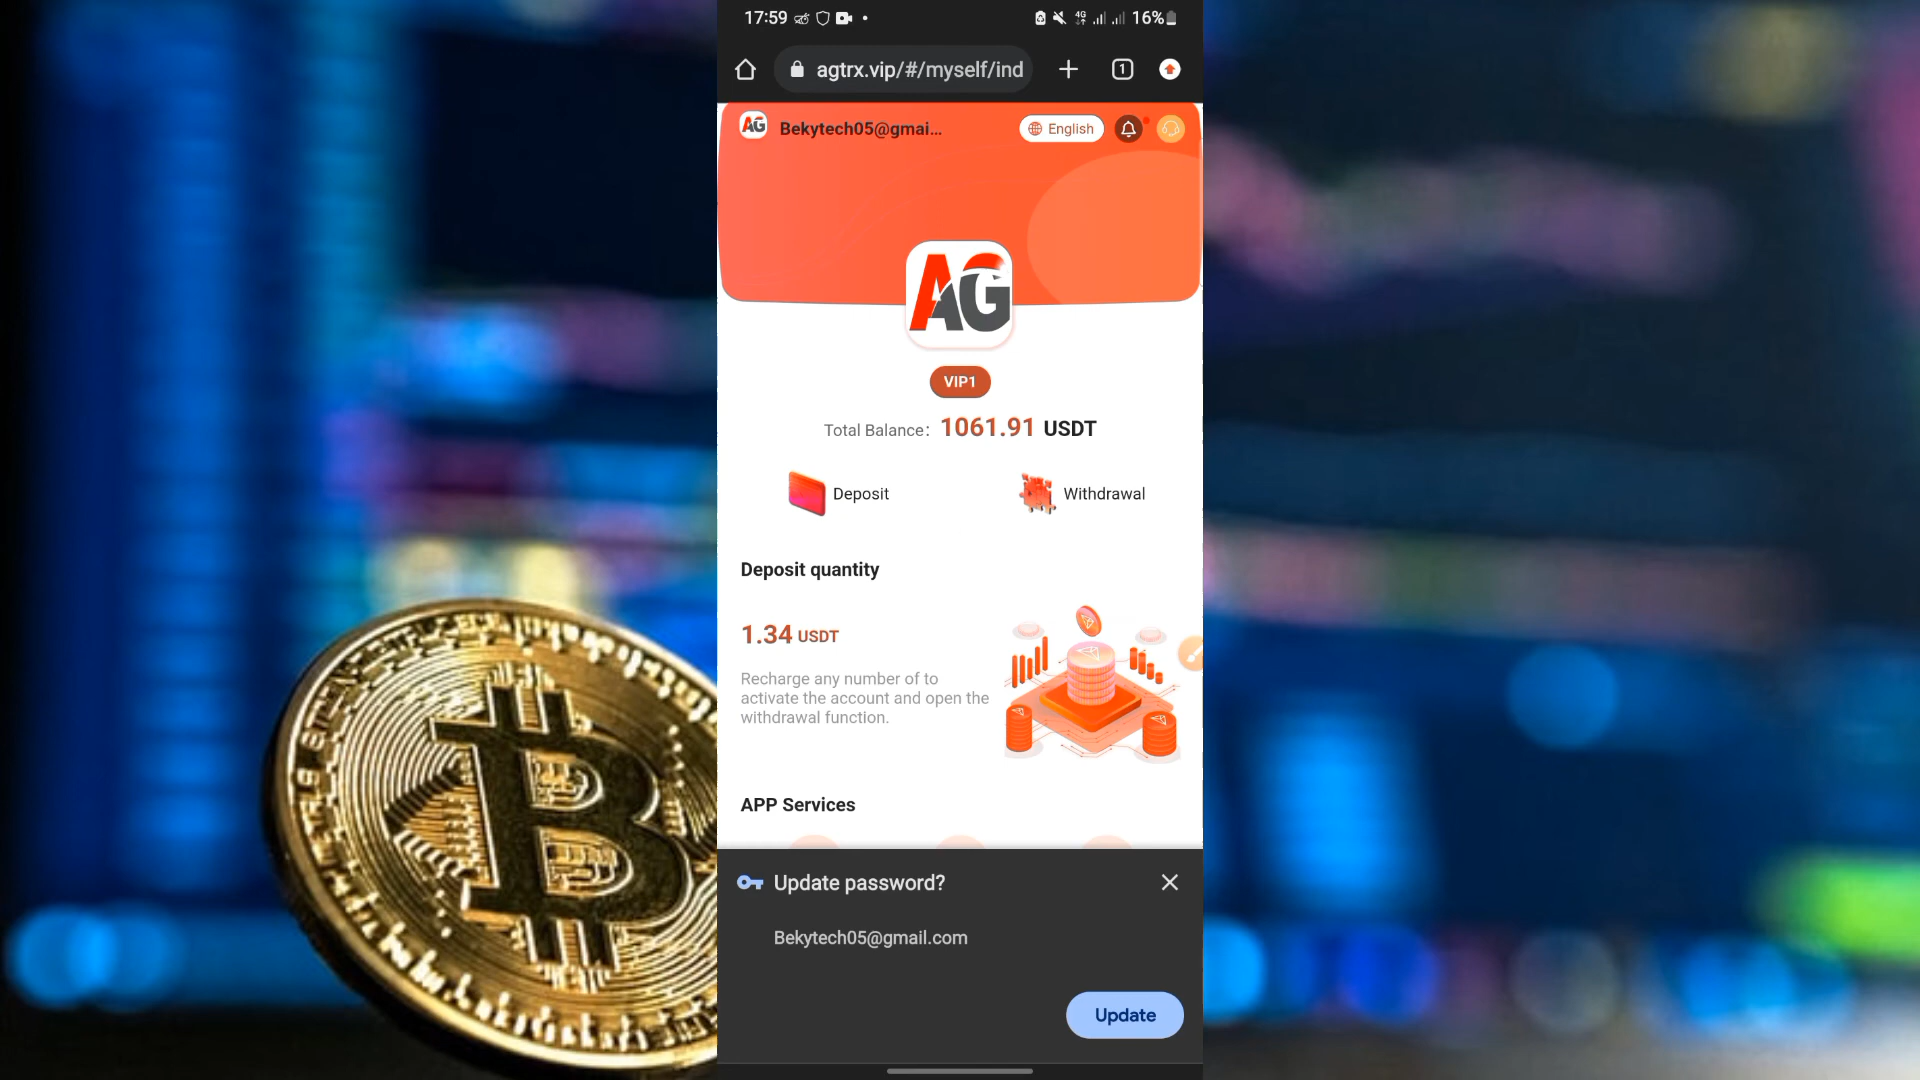 17:59
4G
16%
agtrx.vip/#/myself/ind
1
AG
Bekytech05@gmai...
English
AG
VIP1
Total Balance: 1061.91 USDT
Deposit
Withdrawal
Deposit quantity
1.34 USDT
Recharge any number of to
activate the account and open the
withdrawal function.
APP Services
Update password?
Bekytech05@gmail.com
Update